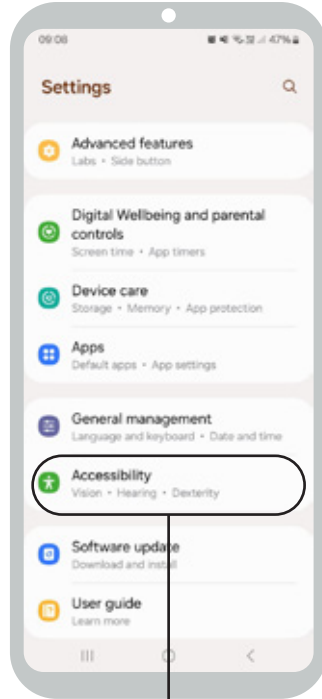 09:08
47%
Settings
Advanced features
Labs • Side button
Digital Wellbeing and parental
controls
Screen time • App timers
Device care
Storage • Memory • App protection
Apps
Default apps • App settings
General management
Language and keyboard • Date and time
Accessibility
Vision • Hearing • Dexterity
Software update
Download and install
User guide
Learn more